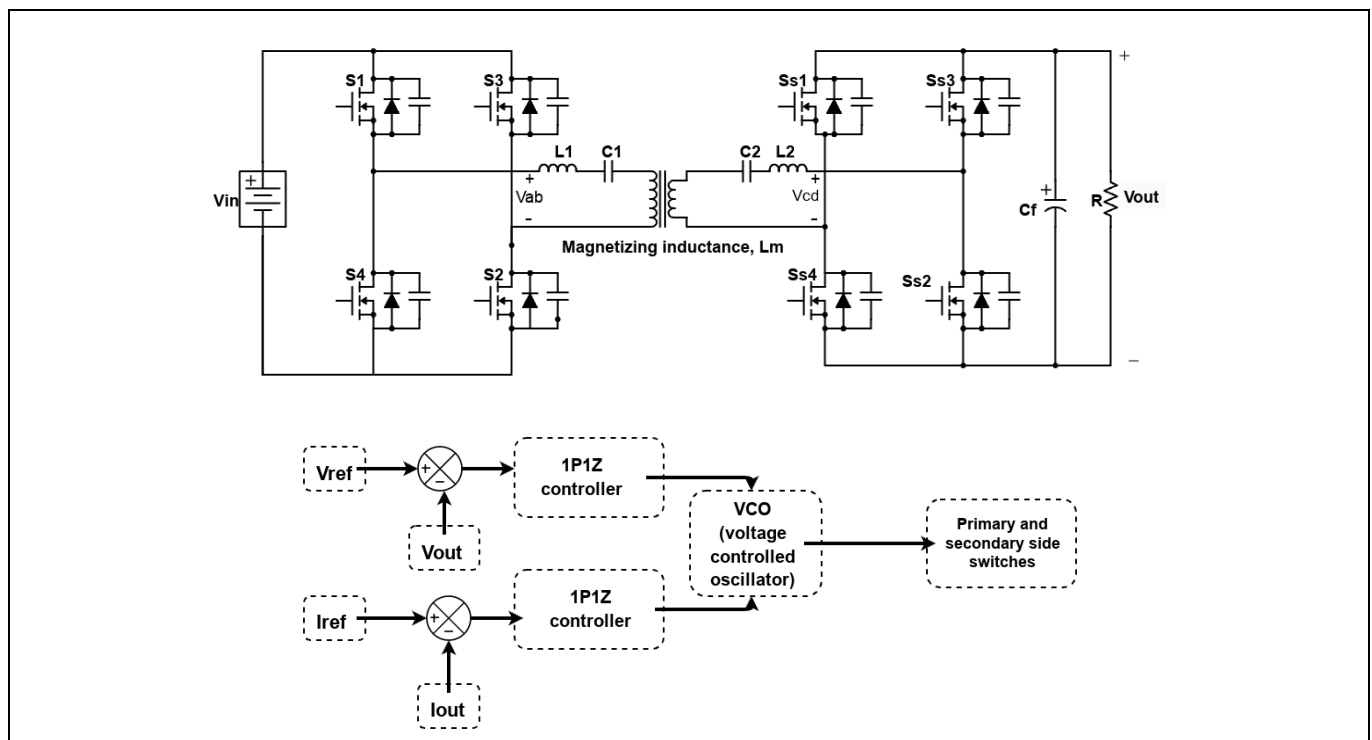 S1
S3
Ss1
Ss3
L1
C1
C2
L2
+
+
+
Vin
+
Vab
-
Vcd
-
+
Cf
R
Vout
Magnetizing inductance, Lm
S4
S2
Ss4
Ss2
−
Vref
+
−
1P1Z
controller
Vout
VCO
(voltage
controlled
oscillator)
Primary and
secondary side
switches
Iref
+
−
1P1Z
controller
Iout